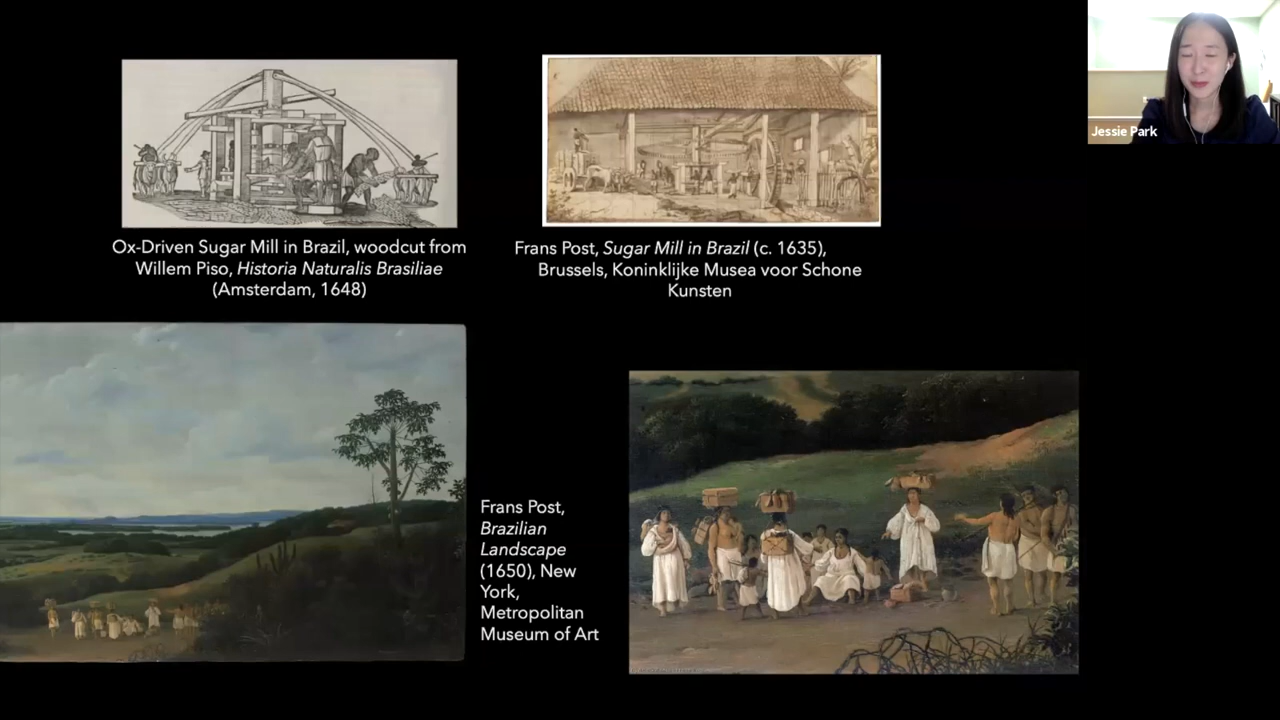 Jessie Park
Ox-Driven Sugar Mill in Brazil, woodcut from
Willem Piso, Historia Naturalis Brasiliae
(Amsterdam, 1648)
Frans Post, Sugar Mill in Brazil (c. 1635),
Brussels, Koninklijke Musea voor Schone
Kunsten
Frans Post,
Brazilian
Landscape
(1650), New
York,
Metropolitan
Museum of Art